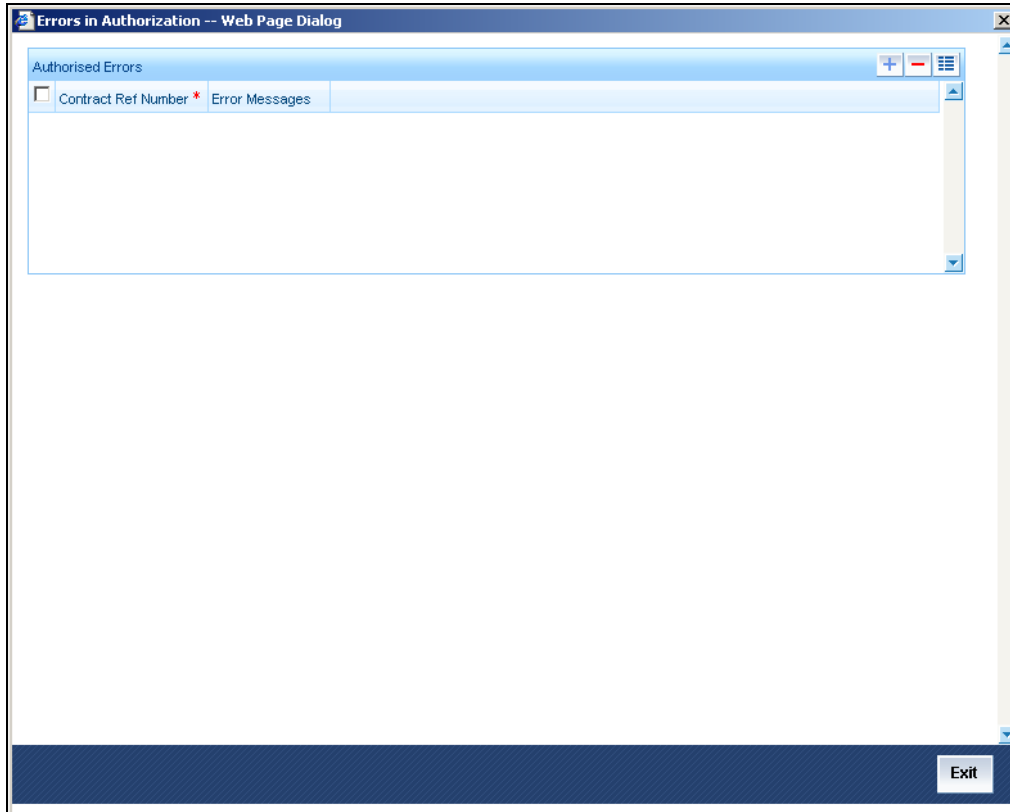 Errors in Authorization -- Web Page Dialog
Authorised Errors
Contract Ref Number * Error Messages
Exit